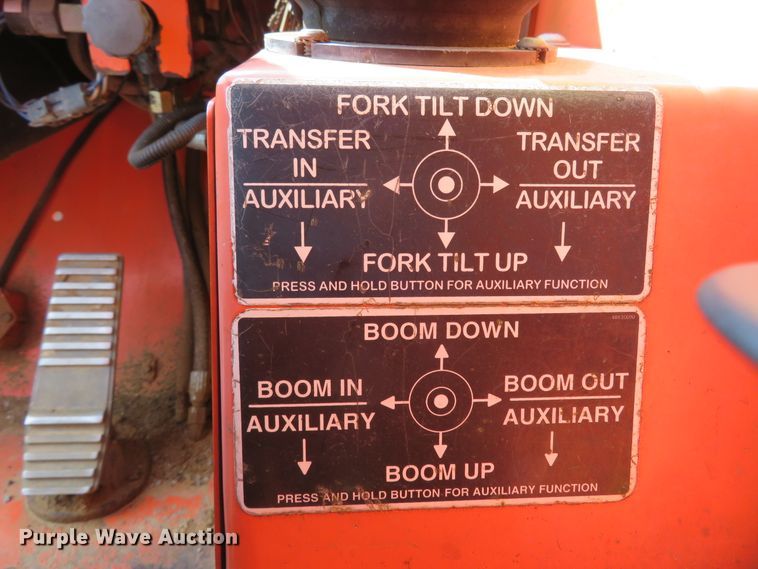 FORK TILT DOWN
TRANSFER IN
AUXILIARY
TRANSFER OUT
AUXILIARY
FORK TILT UP
PRESS AND HOLD BUTTON FOR AUXILIARY FUNCTION
BOOM DOWN
BOOM IN
AUXILIARY
BOOM OUT
AUXILIARY
BOOM UP
PRESS AND HOLD BUTTON FOR AUXILIARY FUNCTION
Purple Wave Auction